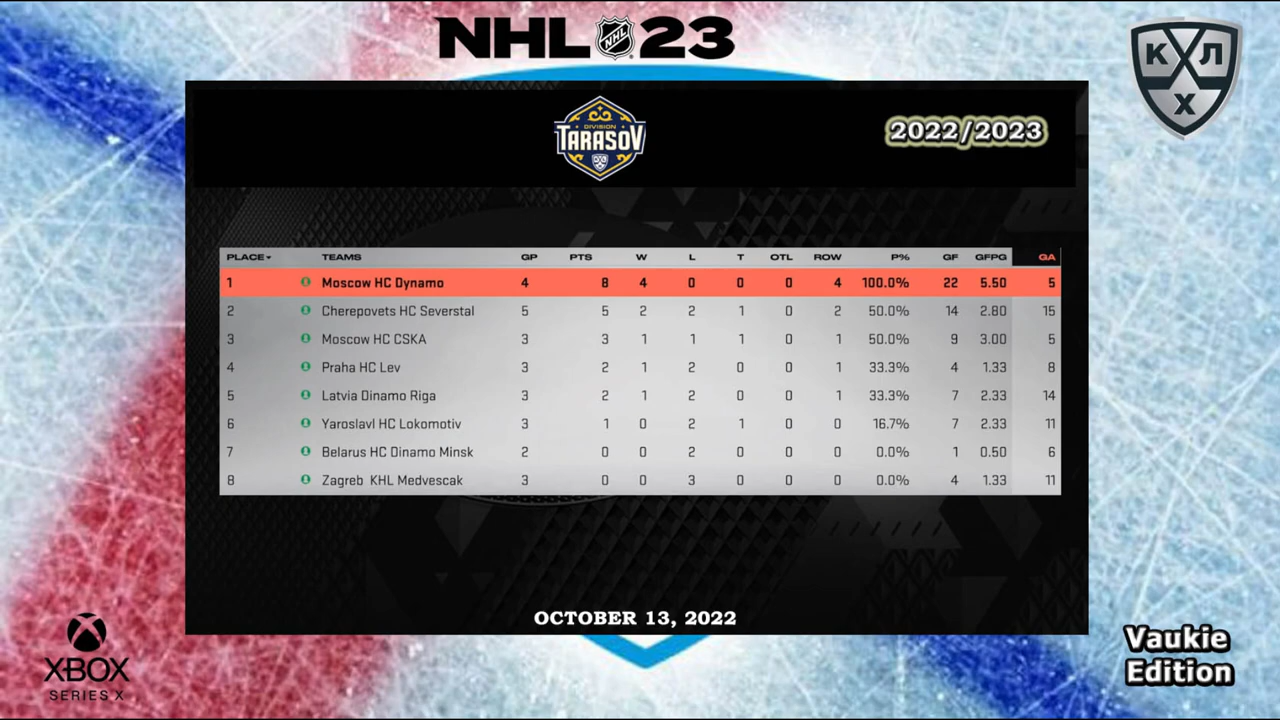 NHL NHL 23
К Л
Х
DIVISION
TARASOV
2022/2023
PLACE TEAMS GP PTS W L T OTL ROW P% GF GFPG GA
1 Moscow HC Dynamo 4 8 4 0 0 0 4 100.0% 22 5.50 5
2 Cherepovets HC Severstal 5 5 2 2 1 0 2 50.0% 14 2.80 15
3 Moscow HC CSKA 3 3 1 1 1 0 1 50.0% 9 3.00 5
4 Praha HC Lev 3 2 1 2 0 0 1 33.3% 4 1.33 8
5 Latvia Dinamo Riga 3 2 1 2 0 0 1 33.3% 7 2.33 14
6 Yaroslavl HC Lokomotiv 3 1 0 2 1 0 0 16.7% 7 2.33 11
7 Belarus HC Dinamo Minsk 2 0 0 2 0 0 0 0.0% 1 0.50 6
8 Zagreb KHL Medvescak 3 0 0 3 0 0 0 0.0% 4 1.33 11
OCTOBER 13, 2022
XBOX
SERIES X
Vaukie
Edition